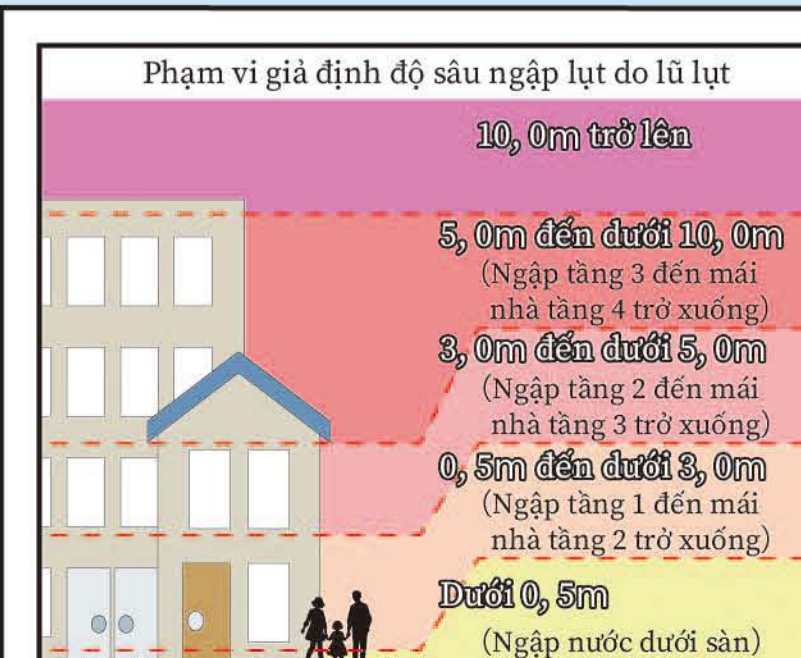 Phạm vi giả định độ sâu ngập lụt do lũ lụt
10, 0m trở lên
5, 0m đến dưới 10, 0m
(Ngập tầng 3 đến mái
nhà tầng 4 trở xuống)
3, 0m đến dưới 5, 0m
(Ngập tầng 2 đến mái
nhà tầng 3 trở xuống)
0, 5m đến dưới 3, 0m
(Ngập tầng 1 đến mái
nhà tầng 2 trở xuống)
Dưới 0, 5m
(Ngập nước dưới sàn)